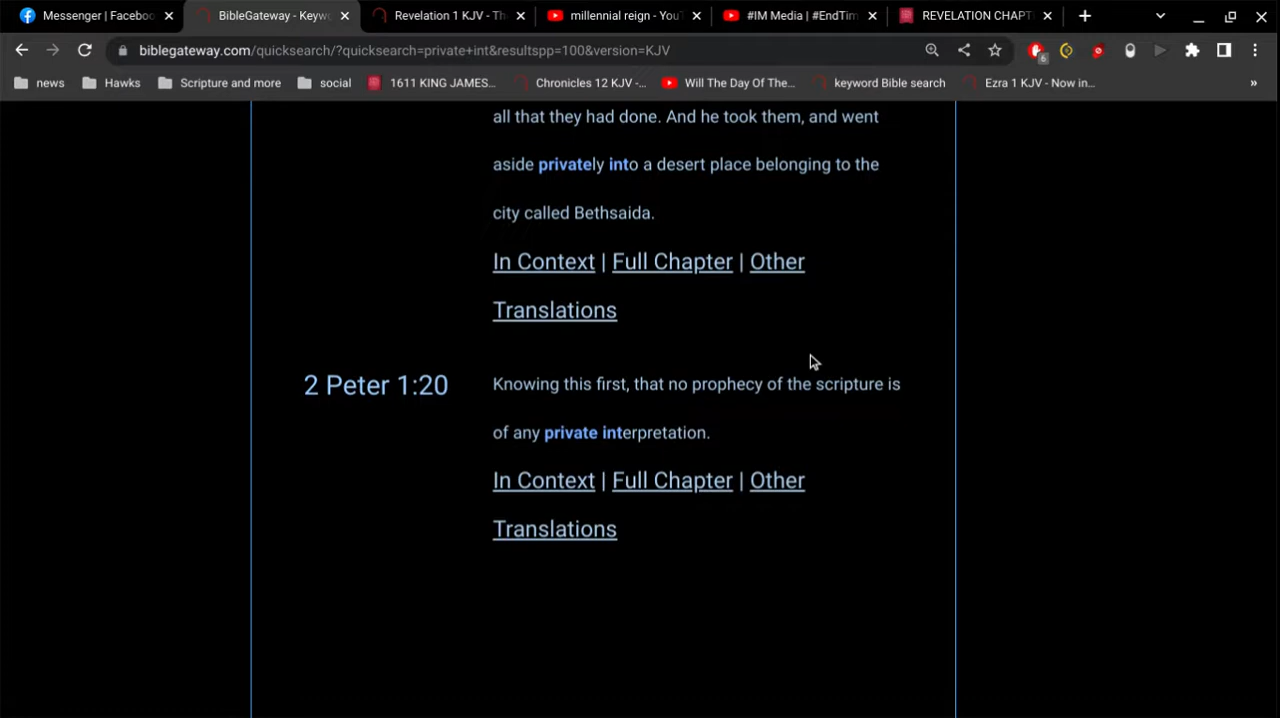 Messenger | Facebo
BibleGateway - Keyw
Revelation 1 KJV - Th
millennial reign - You
#IM Media | #EndTim
REVELATION CHAPT
biblegateway.com/quicksearch/?quicksearch=private+int&resultspp=100&version=KJV
6
news
Hawks
Scripture and more
social
1611 KING JAMES...
Chronicles 12 KJV -...
Will The Day Of The...
keyword Bible search
Ezra 1 KJV - Now in...
»
all that they had done. And he took them, and went
aside privately into a desert place belonging to the
city called Bethsaida.
In Context | Full Chapter | Other
Translations
2 Peter 1:20
Knowing this first, that no prophecy of the scripture is
of any private interpretation.
In Context | Full Chapter | Other
Translations